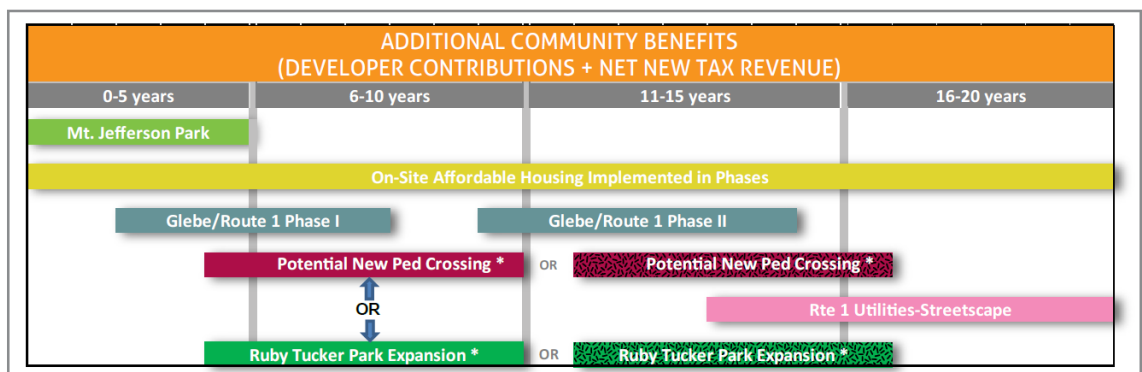 ADDITIONAL COMMUNITY BENEFITS
(DEVELOPER CONTRIBUTIONS + NET NEW TAX REVENUE)
0-5 years 6-10 years 11-15 years 16-20 years
Mt. Jefferson Park
On-Site Affordable Housing Implemented in Phases
Glebe/Route 1 Phase I Glebe/Route 1 Phase II
Potential New Ped Crossing * OR Potential New Ped Crossing *
OR Rte 1 Utilities-Streetscape
Ruby Tucker Park Expansion * OR Ruby Tucker Park Expansion *